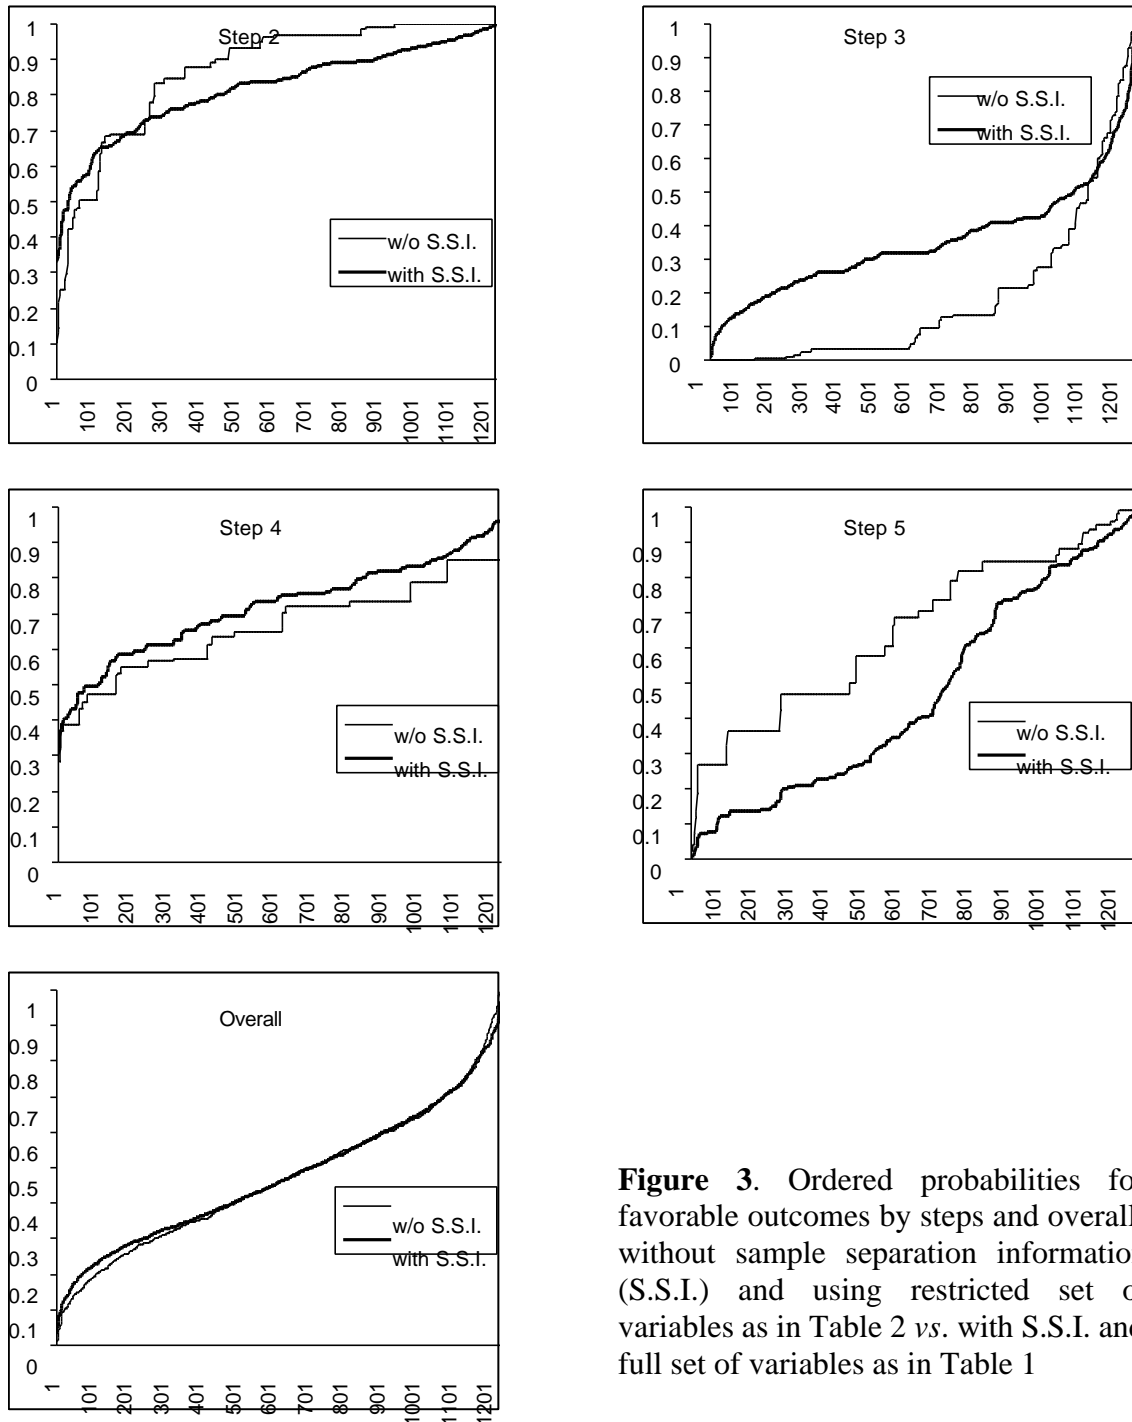 Step 2
1
0.9
0.8
0.7
0.6
0.5
0.4
0.3
0.2
0.1
0
w/o S.S.I.
with S.S.I.
1 101 201 301 401 501 601 701 801 901 1001 1101 1201
Step 3
1
0.9
0.8
0.7
0.6
0.5
0.4
0.3
0.2
0.1
0
w/o S.S.I.
with S.S.I.
1 101 201 301 401 501 601 701 801 901 1001 1101 1201
Step 4
1
0.9
0.8
0.7
0.6
0.5
0.4
0.3
0.2
0.1
0
w/o S.S.I.
with S.S.I.
1 101 201 301 401 501 601 701 801 901 1001 1101 1201
Step 5
1
0.9
0.8
0.7
0.6
0.5
0.4
0.3
0.2
0.1
0
w/o S.S.I.
with S.S.I.
1 101 201 301 401 501 601 701 801 901 1001 1101 1201
Overall
1
0.9
0.8
0.7
0.6
0.5
0.4
0.3
0.2
0.1
0
w/o S.S.I.
with S.S.I.
1 101 201 301 401 501 601 701 801 901 1001 1101 1201
Figure 3. Ordered probabilities fo
favorable outcomes by steps and overall
without sample separation information
(S.S.I.) and using restricted set o
variables as in Table 2 vs. with S.S.I. and
full set of variables as in Table 1